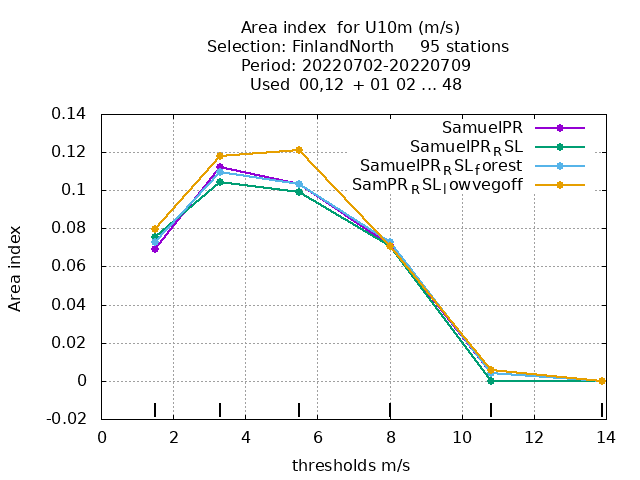 Area index  for U10m (m/s)
Selection: FinlandNorth     95 stations
Period: 20220702-20220709
Used  00,12  + 01 02 ... 48
0.14
0.12
0.1
0.08
0.06
0.04
0.02
0
-0.02
Area index
SamuelPR
SamuelPR_RSL
SamuelPR_RSL_forest
SamPR_RSL_lowvegoff
0 2 4 6 8 10 12 14
thresholds m/s